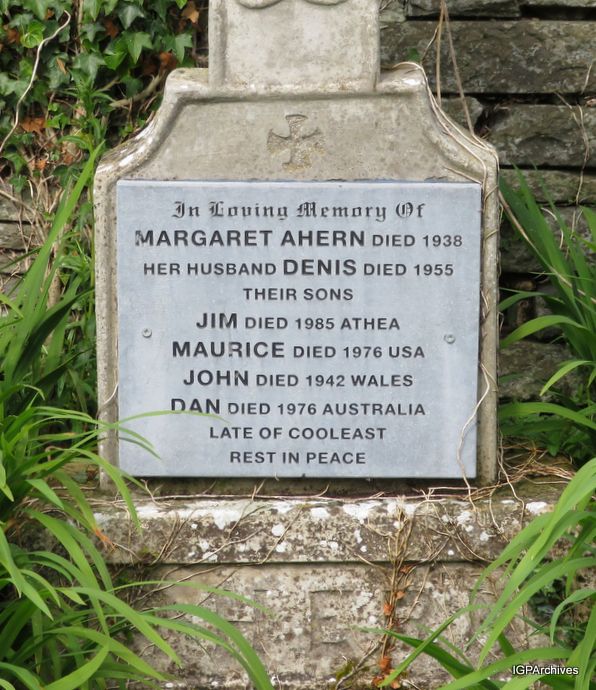 In Loving Memory Of
MARGARET AHERN DIED 1938
HER HUSBAND DENIS DIED 1955
THEIR SONS
JIM DIED 1985 ATHEA
MAURICE DIED 1976 USA
JOHN DIED 1942 WALES
DAN DIED 1976 AUSTRALIA
LATE OF COOLEAST
REST IN PEACE
IGPArchives